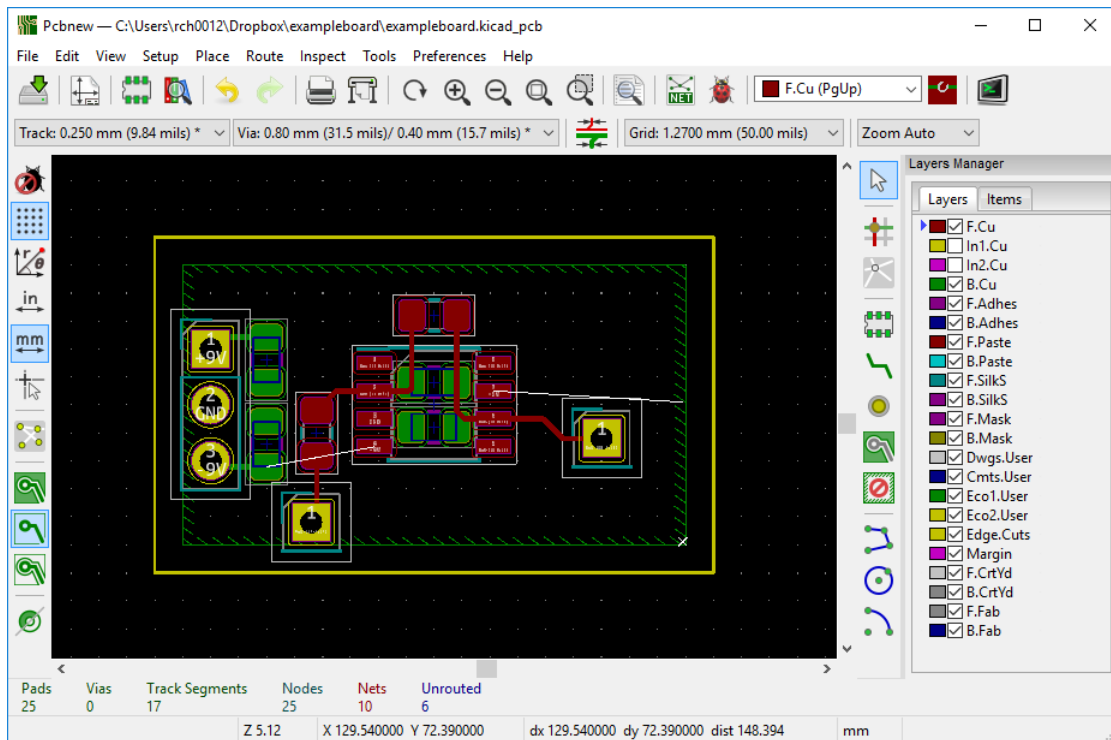 Pcbnew — C:\Users\rch0012\Dropbox\exampleboard\exampleboard.kicad_pcb
File Edit View Setup Place Route Inspect Tools Preferences Help
NET
F.Cu (PgUp)
Track: 0.250 mm (9.84 mils) *
Via: 0.80 mm (31.5 mils)/ 0.40 mm (15.7 mils) *
Grid: 1.2700 mm (50.00 mils)
Zoom Auto
in
mm
1
+9V
2
GND
3
-9V
1
1
Layers Manager
Layers Items
F.Cu
In1.Cu
In2.Cu
B.Cu
F.Adhes
B.Adhes
F.Paste
B.Paste
F.SilkS
B.SilkS
F.Mask
B.Mask
Dwgs.User
Cmts.User
Eco1.User
Eco2.User
Edge.Cuts
Margin
F.CrtYd
B.CrtYd
F.Fab
B.Fab
Pads Vias Track Segments Nodes Nets Unrouted
25 0 17 25 10 6
Z 5.12 X 129.540000 Y 72.390000 dx 129.540000 dy 72.390000 dist 148.394 mm